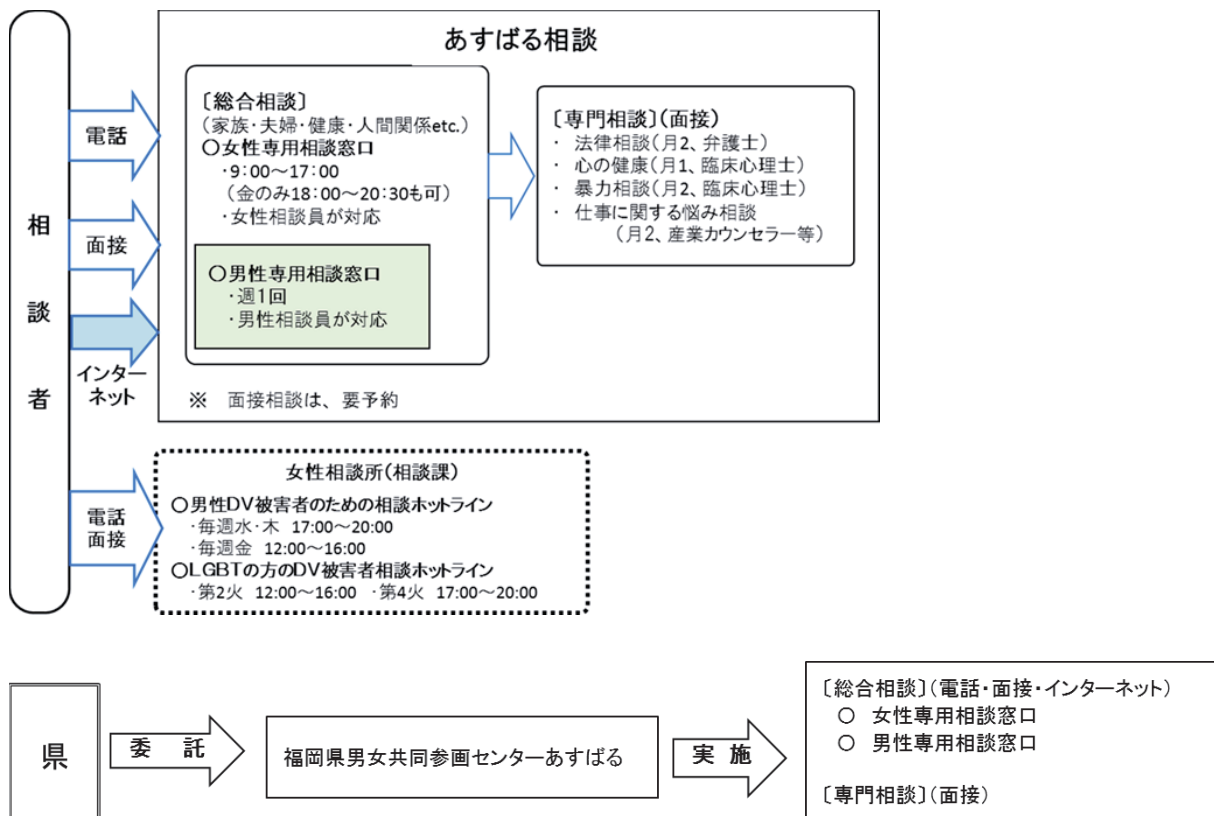 相談者
電話
面接
インター
ネット
あすばる相談
〔総合相談〕
（家族・夫婦・健康・人間関係etc.）
○女性専用相談窓口
・9：00～17：00
（金のみ18：00～20：30も可）
・女性相談員が対応
○男性専用相談窓口
・週1回
・男性相談員が対応
〔専門相談〕（面接）
・ 法律相談（月2、弁護士）
・ 心の健康（月1、臨床心理士）
・ 暴力相談（月2、臨床心理士）
・ 仕事に関する悩み相談
（月2、産業カウンセラー等）
※ 面接相談は、要予約
電話
面接
女性相談所（相談課）
○男性DV被害者のための相談ホットライン
・毎週水・木 17:00～20:00
・毎週金 12:00～16:00
○LGBTの方のDV被害者相談ホットライン
・第2火 12:00～16:00 ・第4火 17:00～20:00
県
委 託
福岡県男女共同参画センターあすばる
実 施
〔総合相談〕（電話・面接・インターネット）
○ 女性専用相談窓口
○ 男性専用相談窓口
〔専門相談〕（面接）